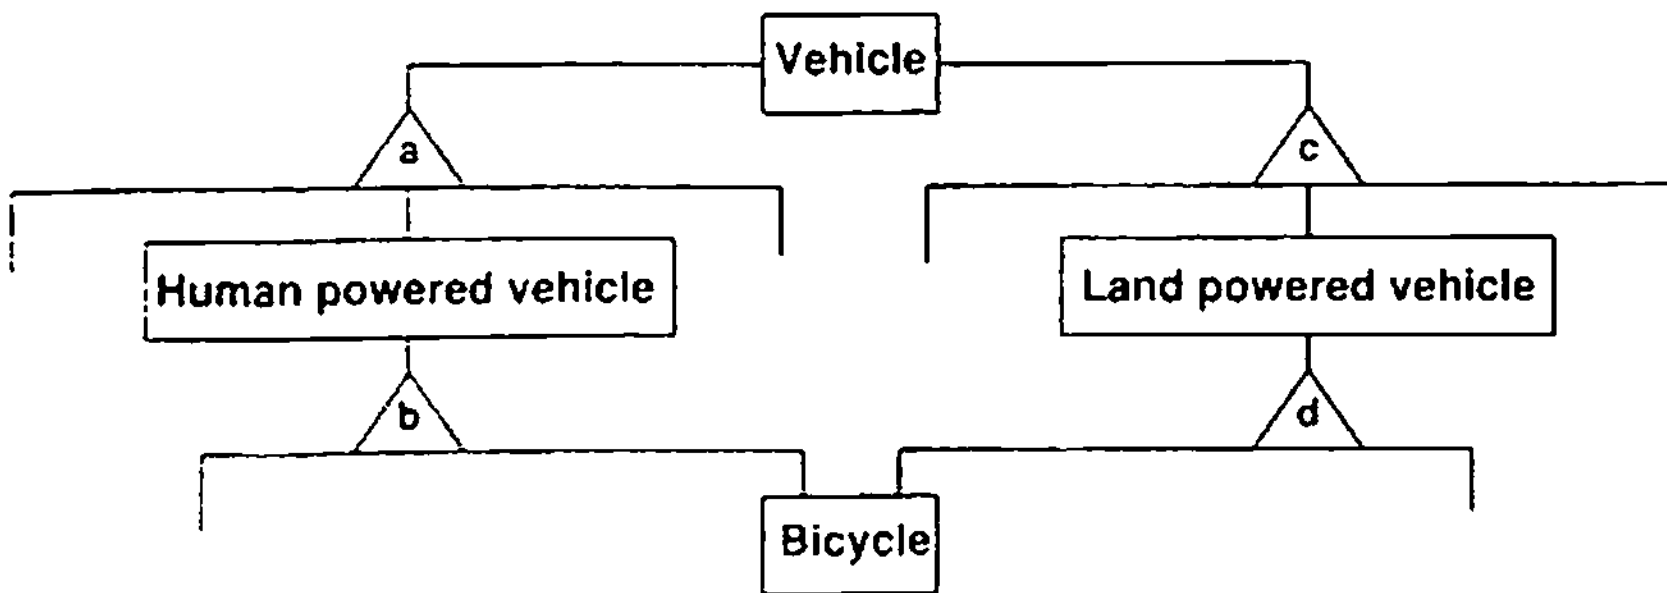 Vehicle
a
c
Human powered vehicle
Land powered vehicle
b
d
Bicycle